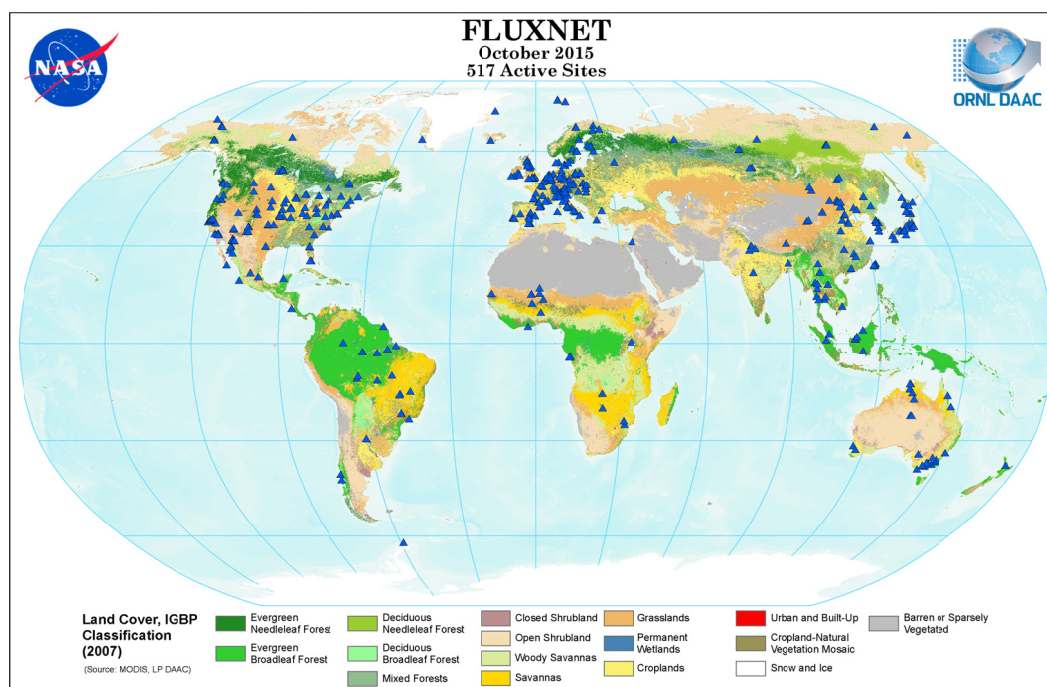 FLUXNET
October 2015
517 Active Sites
NASA
ORNL DAAC
Land Cover, IGBP
Classification
(2007)
(Source: MODIS, LP DAAC)
Evergreen
Needleleaf Forest
Evergreen
Broadleaf Forest
Deciduous
Needleleaf Forest
Deciduous
Broadleaf Forest
Mixed Forests
Closed Shrubland
Open Shrubland
Woody Savannas
Savannas
Grasslands
Permanent
Wetlands
Croplands
Urban and Built-Up
Cropland-Natural
Vegetation Mosaic
Snow and Ice
Barren or Sparsely
Vegetated